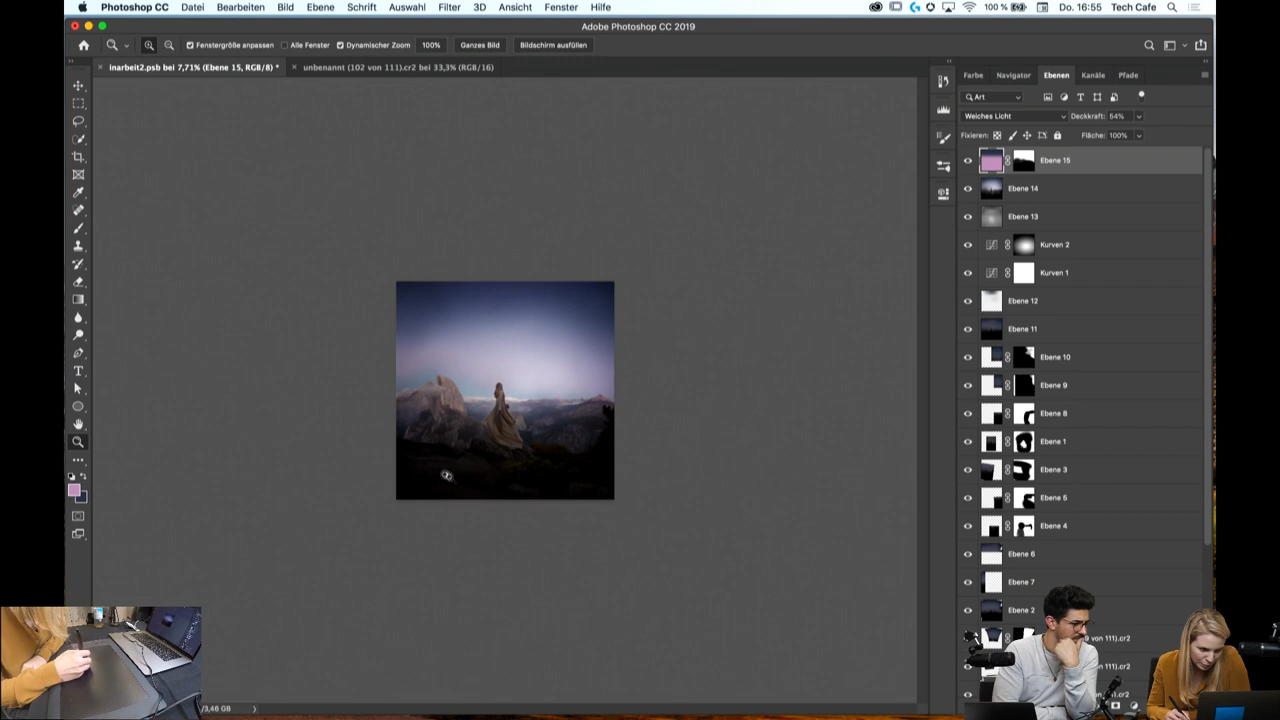 Photoshop CC Datei Bearbeiten Bild Ebene Schrift Auswahl Filter 3D Ansicht Fenster Hilfe 100 % Do. 16:55 Tech Cafe
Adobe Photoshop CC 2019
Fenstergröße anpassen Alle Fenster Dynamischer Zoom 100% Ganzes Bild Bildschirm ausfüllen
inarbeit2.psb bei 7,71% (Ebene 15, RGB/8) * unbenannt (102 von 111).cr2 bei 33,3% (RGB/16)
Farbe Navigator Ebenen Kanäle Pfade
Art
Weiches Licht Deckkraft: 54%
Fixieren: Fläche: 100%
Ebene 15
Ebene 14
Ebene 13
Kurven 2
Kurven 1
Ebene 12
Ebene 11
Ebene 10
Ebene 9
Ebene 8
Ebene 1
Ebene 3
Ebene 5
Ebene 4
Ebene 6
Ebene 7
Ebene 2
von 111).cr2
von 111).cr2
von 111).cr2
/3,46 GB